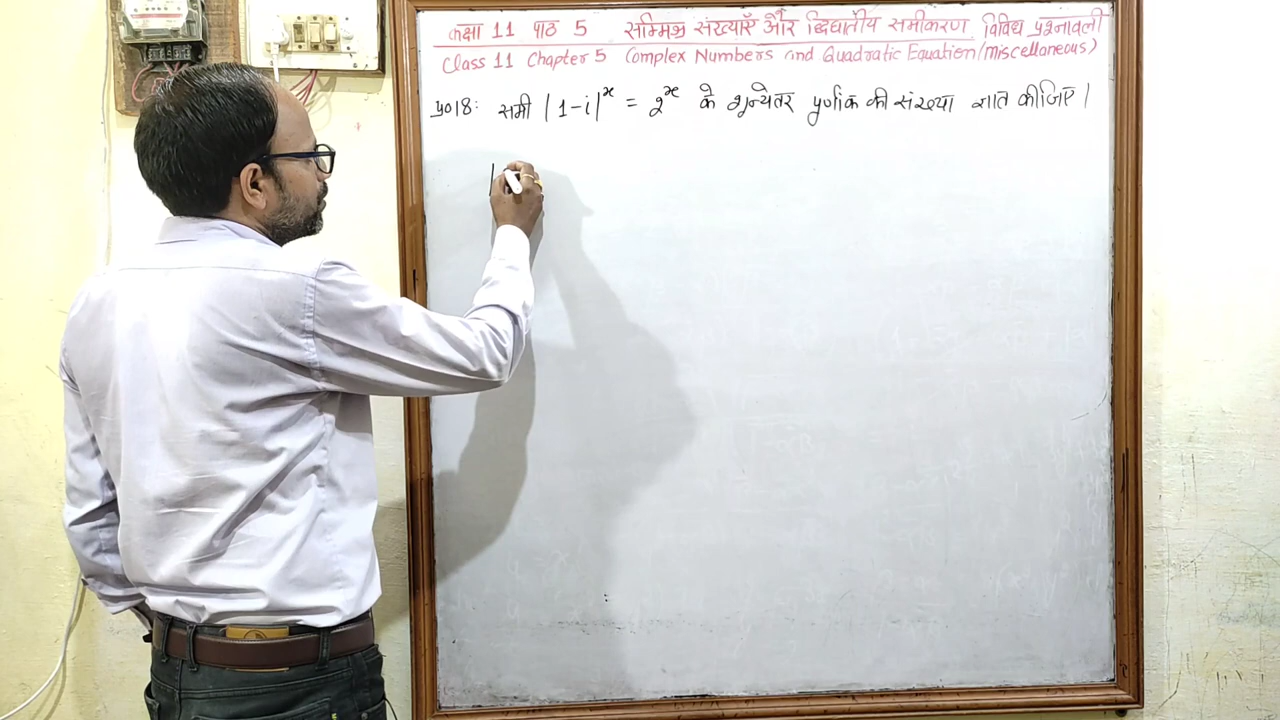 कक्षा 11 पाठ 5 सम्मिश्र संख्याएँ और द्विघातीय समीकरण विविध प्रश्नावली
Class 11 Chapter 5 Complex Numbers and Quadratic Equation (miscellaneous)
प्र018: सभी |1-i|^x = 2^x के शून्येतर पूर्णांक की संख्या ज्ञात कीजिए।